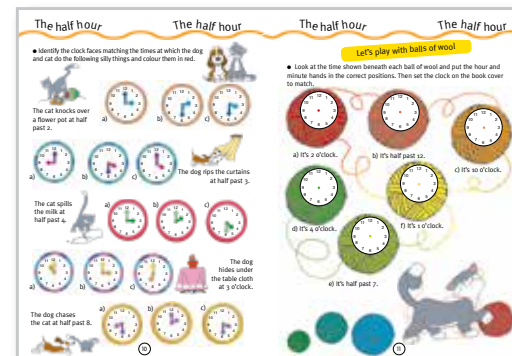 The half hour
The half hour
● Identify the clock faces matching the times at which the dog
and cat do the following silly things and colour them in red.
The cat knocks over
a flower pot at half
past 2.
a)
b)
c)
a)
b)
c)
The dog rips the curtains
at half past 3.
The cat spills
the milk at
half past 4.
a)
b)
c)
a)
b)
c)
The dog
hides under
the table cloth
at 3 o'clock.
The dog chases
the cat at half past 8.
a)
b)
c)
10
The half hour
The half hour
Let's play with balls of wool
● Look at the time shown beneath each ball of wool and put the hour and
minute hands in the correct positions. Then set the clock on the book cover
to match.
a) It's 2 o'clock.
b) It's half past 12.
c) It's 10 o'clock.
d) It's 4 o'clock.
f) It's 1 o'clock.
e) It's half past 7.
11